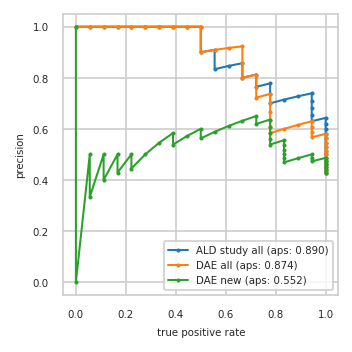 1.0
0.8
0.6
0.4
0.2
0.0
precision
0.0 0.2 0.4 0.6 0.8 1.0
true positive rate
ALD study all (aps: 0.890)
DAE all (aps: 0.874)
DAE new (aps: 0.552)